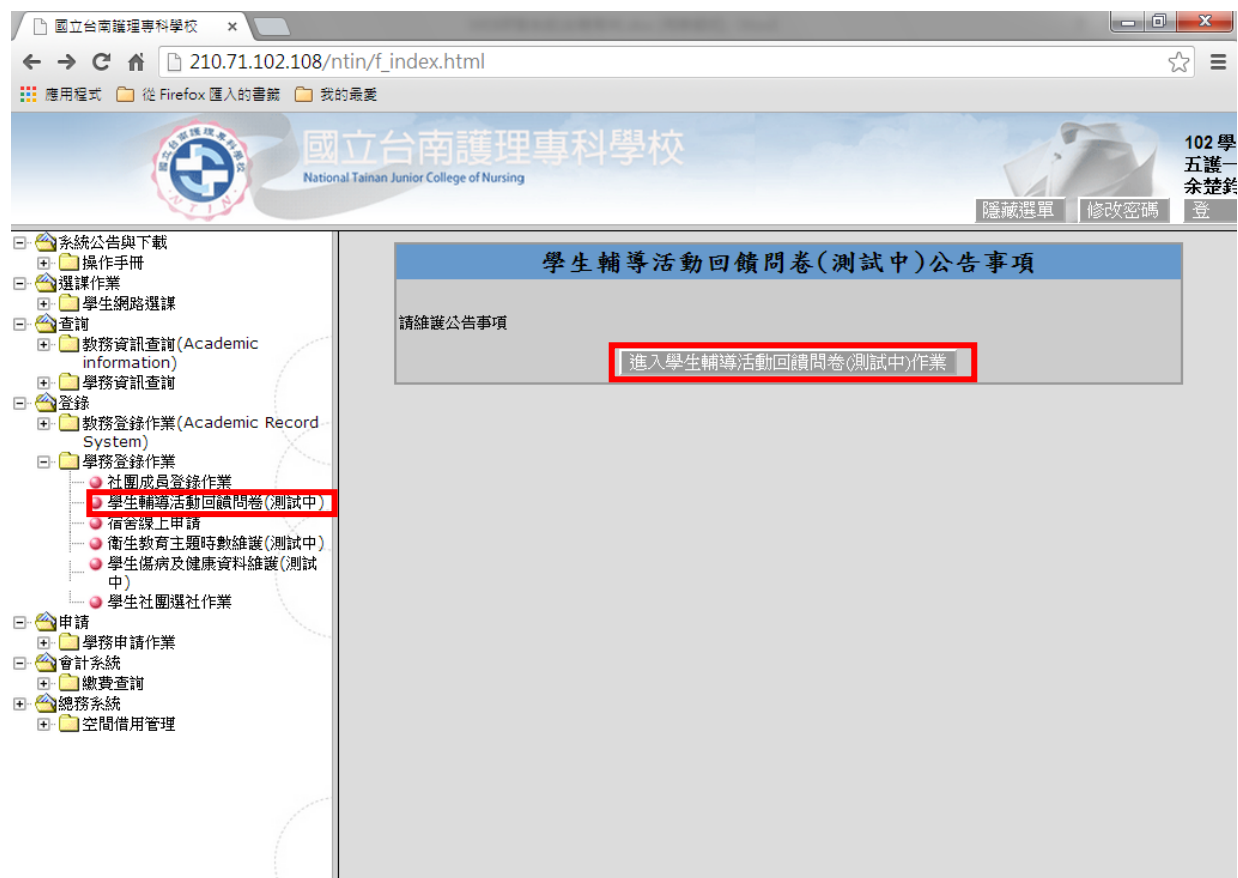 國立台南護理專科學校
210.71.102.108/ntin/f_index.html
應用程式 從 Firefox 匯入的書籤 我的最愛
國立台南護理專科學校
National Tainan Junior College of Nursing
NTIN
102 學
五護一
余楚鈞
隱藏選單 修改密碼 登
系統公告與下載
操作手冊
選課作業
學生網路選課
查詢
教務資訊查詢(Academic
information)
學務資訊查詢
登錄
教務登錄作業(Academic Record
System)
學務登錄作業
社團成員登錄作業
學生輔導活動回饋問卷(測試中)
宿舍線上申請
衛生教育主題時數維護(測試中)
學生傷病及健康資料維護(測試
中)
學生社團選社作業
申請
學務申請作業
會計系統
繳費查詢
總務系統
空間借用管理
學生輔導活動回饋問卷(測試中)公告事項
請維護公告事項
進入學生輔導活動回饋問卷(測試中)作業